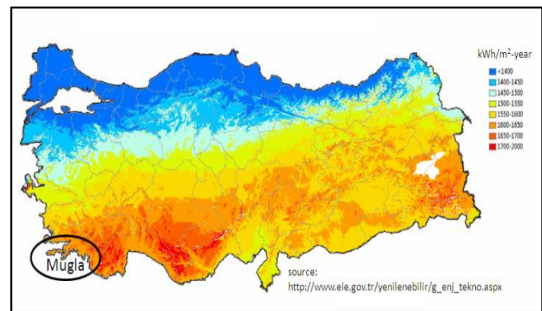 kWh/m²-year
<1400
1400-1450
1450-1500
1500-1550
1550-1600
1600-1650
1650-1700
1700-2000
Mugla
source:
http://www.eie.gov.tr/yenilenebilir/g_enj_tekno.aspx